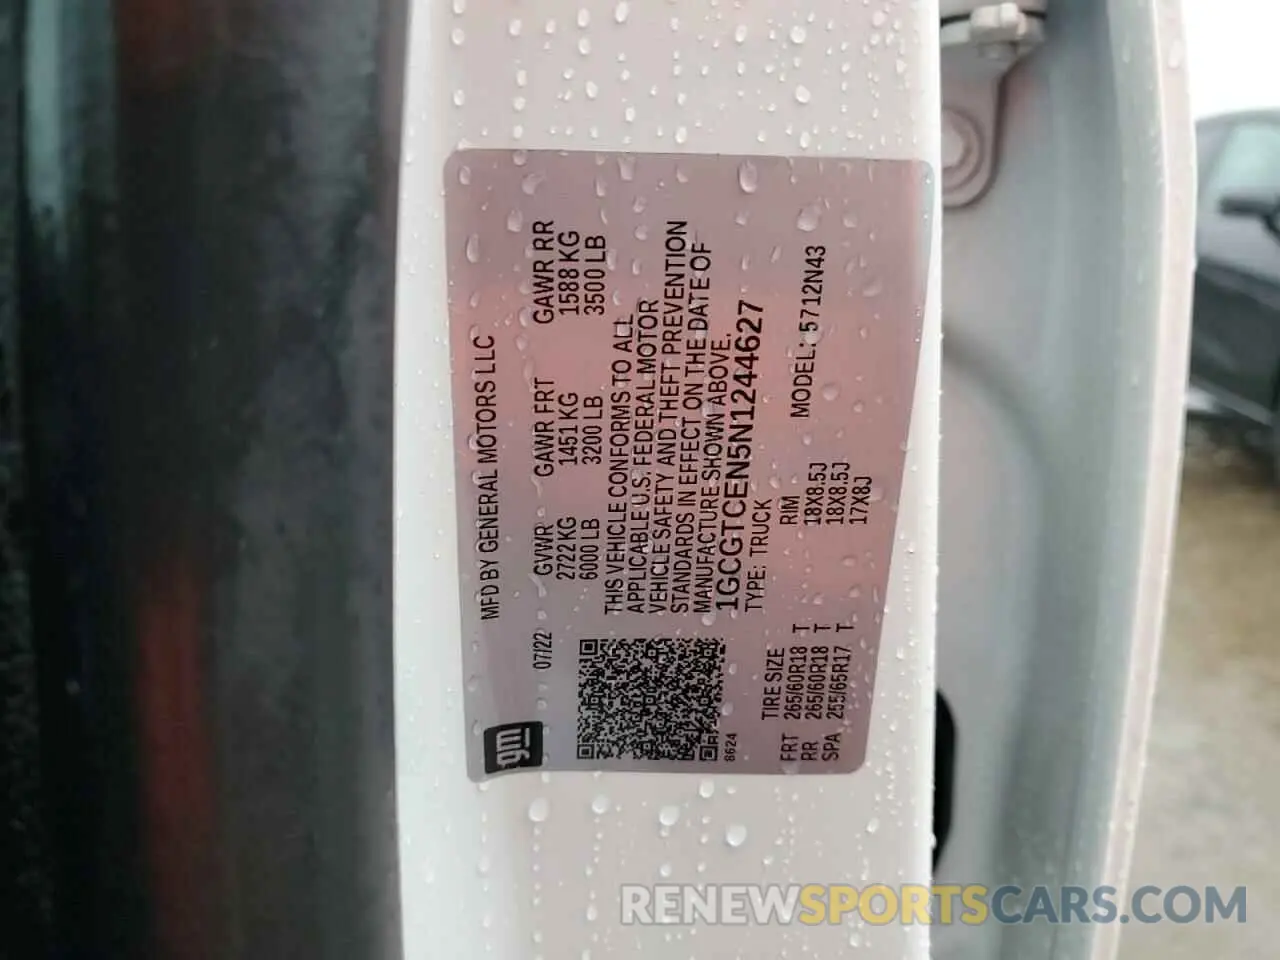 gm
MFD BY GENERAL MOTORS LLC
07/22
GVWR GAWR FRT GAWR RR
2722 KG 1451 KG 1588 KG
6000 LB 3200 LB 3500 LB
THIS VEHICLE CONFORMS TO ALL
APPLICABLE U.S. FEDERAL MOTOR
VEHICLE SAFETY AND THEFT PREVENTION
STANDARDS IN EFFECT ON THE DATE OF
MANUFACTURE SHOWN ABOVE.
1GCGTCEN5N1244627
TYPE: TRUCK
8624
TIRE SIZE RIM MODEL: 5712N43
FRT 265/60R18 T 18X8.5J
RR 265/60R18 T 18X8.5J
SPA 255/65R17 T 17X8J
RENEWSPORTSCARS.COM